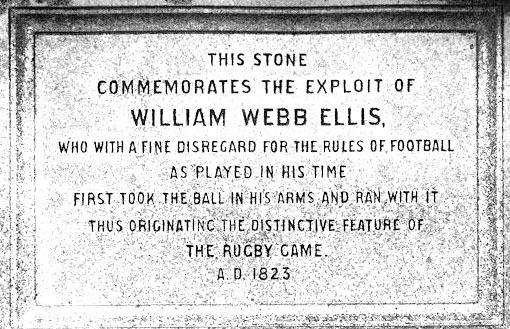 THIS STONE
COMMEMORATES THE EXPLOIT OF
WILLIAM WEBB ELLIS,
WHO WITH A FINE DISREGARD FOR THE RULES OF FOOTBALL
AS PLAYED IN HIS TIME
FIRST TOOK THE BALL IN HIS ARMS AND RAN WITH IT
THUS ORIGINATING THE DISTINCTIVE FEATURE OF
THE RUGBY GAME.
A.D. 1823